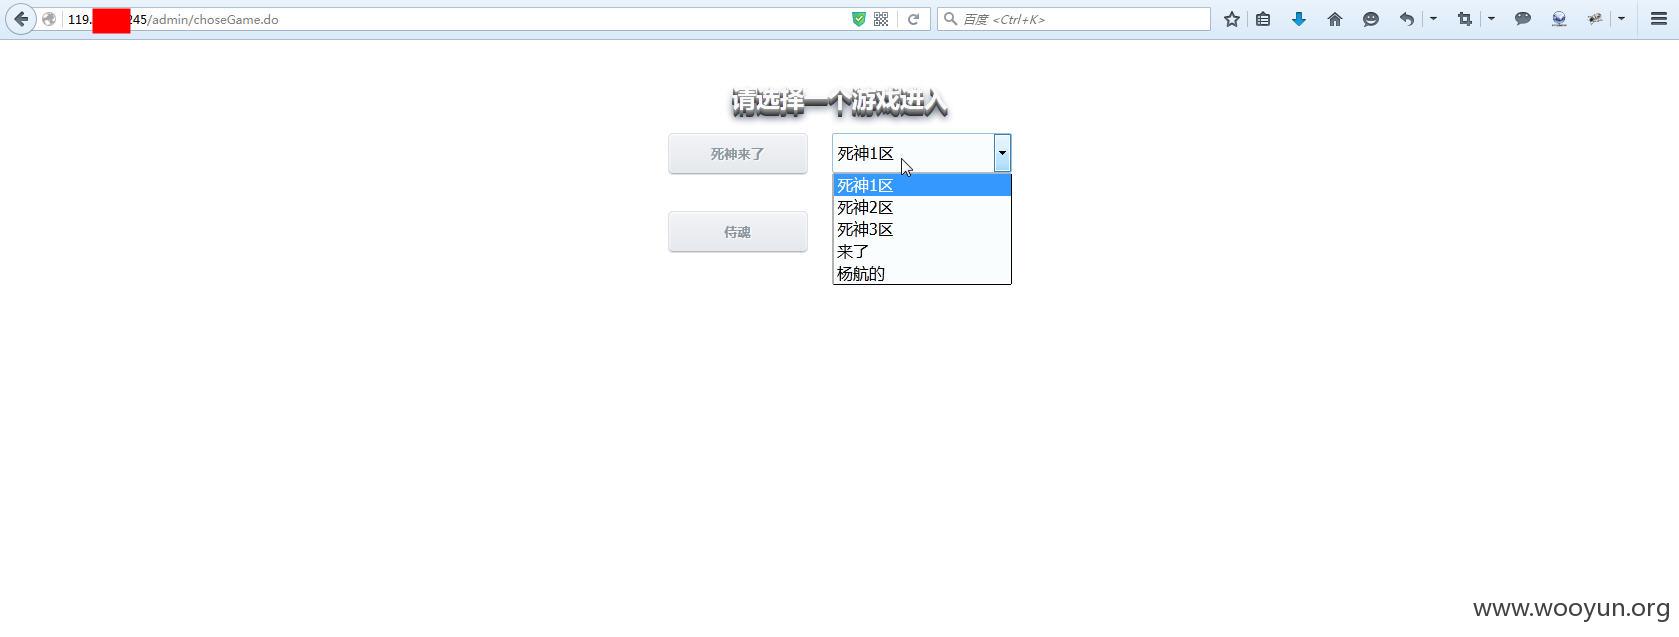 119. 245/admin/choseGame.do
百度 <Ctrl+K>
请选择一个游戏进入
死神来了
死神1区
死神1区
死神2区
侍魂
死神3区
来了
杨航的
www.wooyun.org